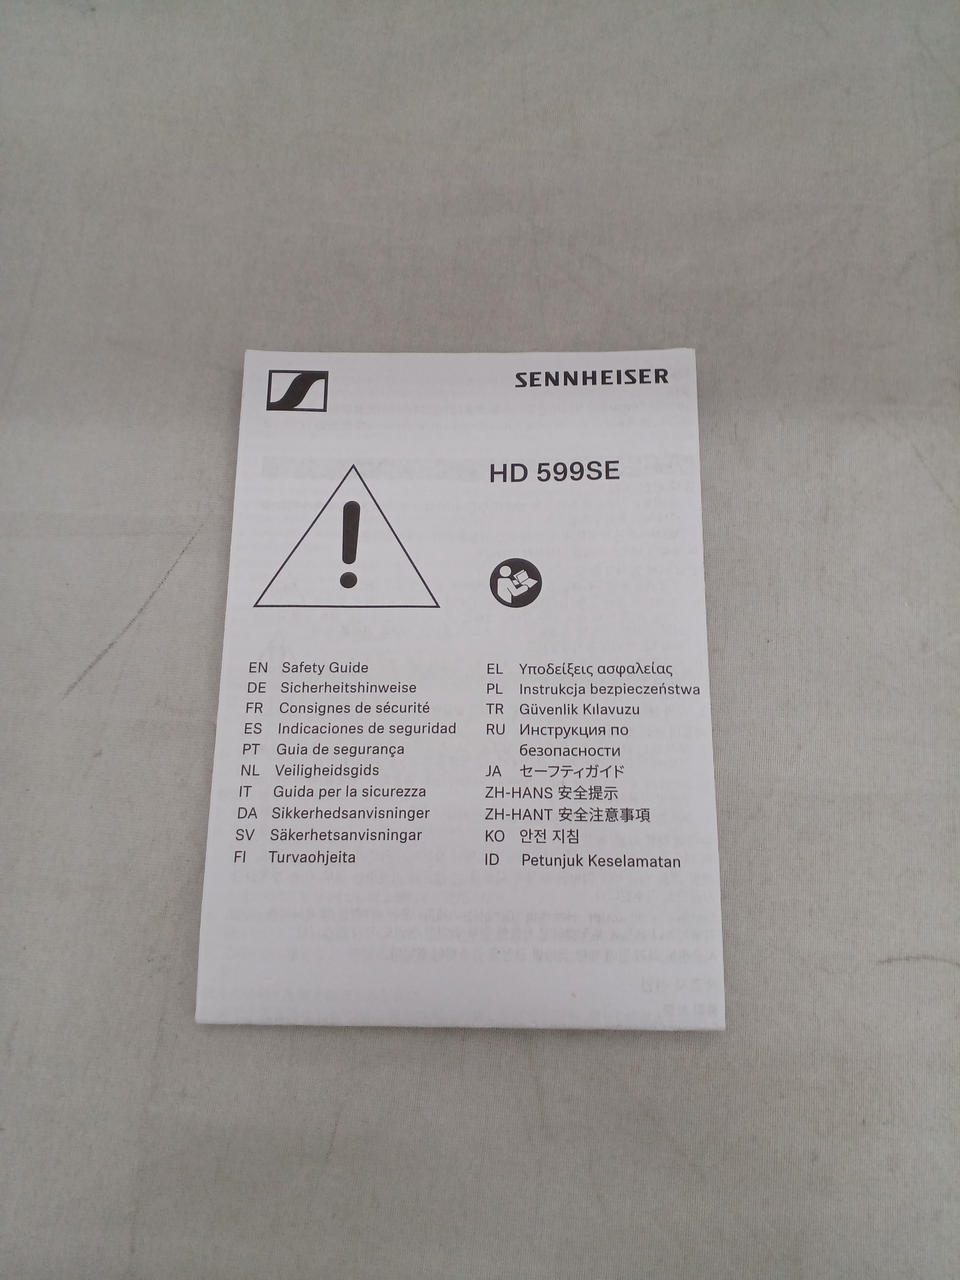 SENNHEISER
HD 599SE
EN Safety Guide
DE Sicherheitshinweise
FR Consignes de sécurité
ES Indicaciones de seguridad
PT Guia de segurança
NL Veiligheidsgids
IT Guida per la sicurezza
DA Sikkerhedsanvisninger
SV Säkerhetsanvisningar
FI Turvaohjeita
EL Υποδείξεις ασφαλείας
PL Instrukcja bezpieczeństwa
TR Güvenlik Kılavuzu
RU Инструкция по
безопасности
JA セーフティガイド
ZH-HANS 安全提示
ZH-HANT 安全注意事項
KO 안전 지침
ID Petunjuk Keselamatan